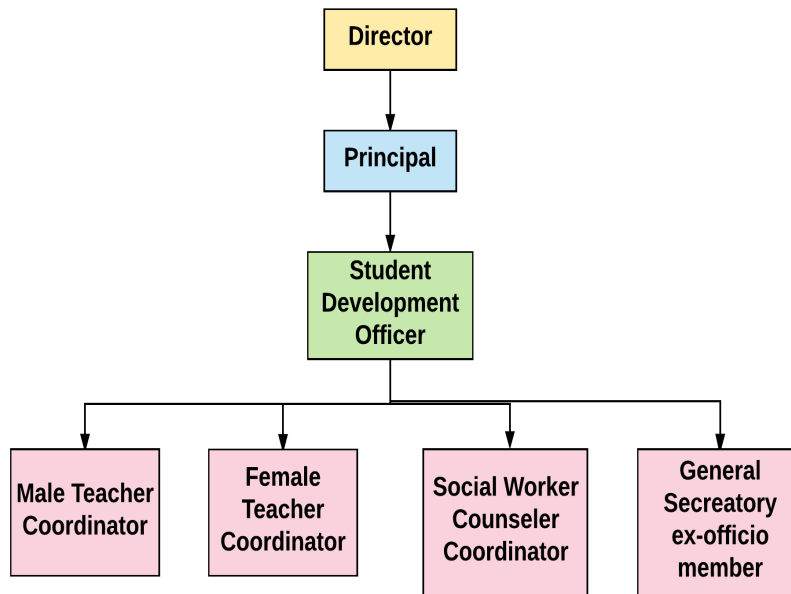 Director
Principal
Student
Development
Officer
Male Teacher
Coordinator
Female
Teacher
Coordinator
Social Worker
Counseler
Coordinator
General
Secreatory
ex-officio
member